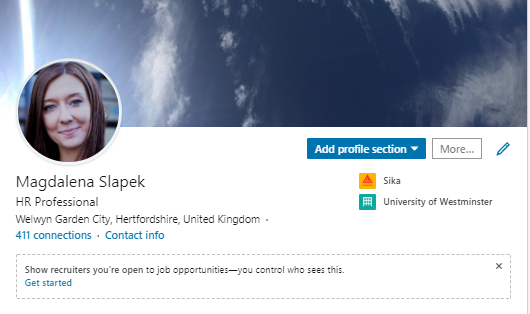 Add profile section
More...
Magdalena Slapek
HR Professional
Welwyn Garden City, Hertfordshire, United Kingdom ·
411 connections · Contact info
Sika
University of Westminster
Show recruiters you're open to job opportunities—you control who sees this.
Get started